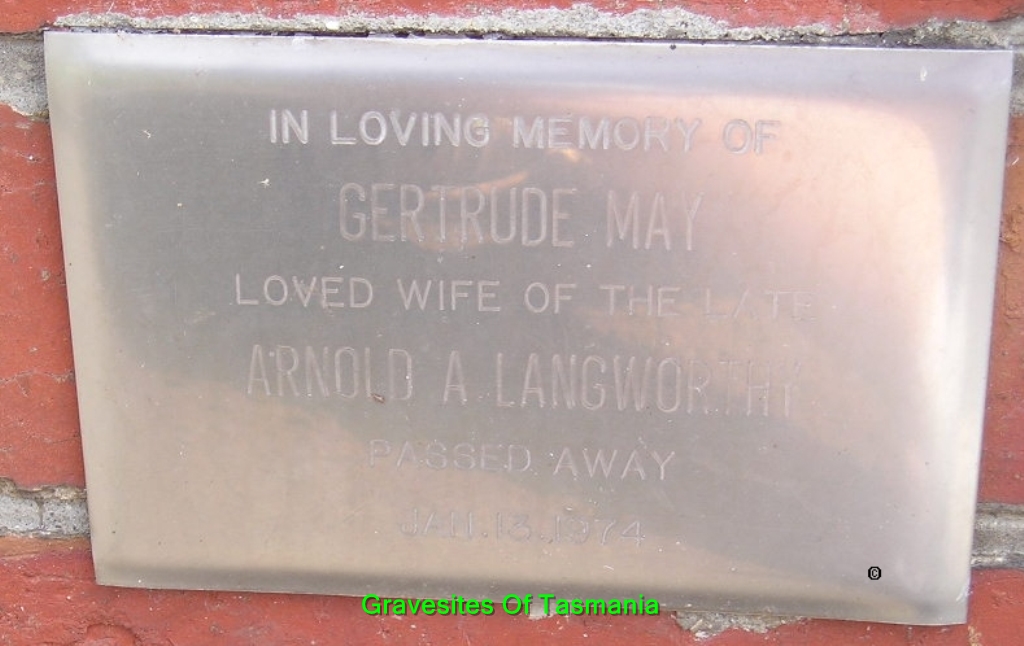 IN LOVING MEMORY OF
GERTRUDE MAY
LOVED WIFE OF THE LATE
ARNOLD A LANGWORTHY
PASSED AWAY
JAN.13.1974
©
Gravesites Of Tasmania